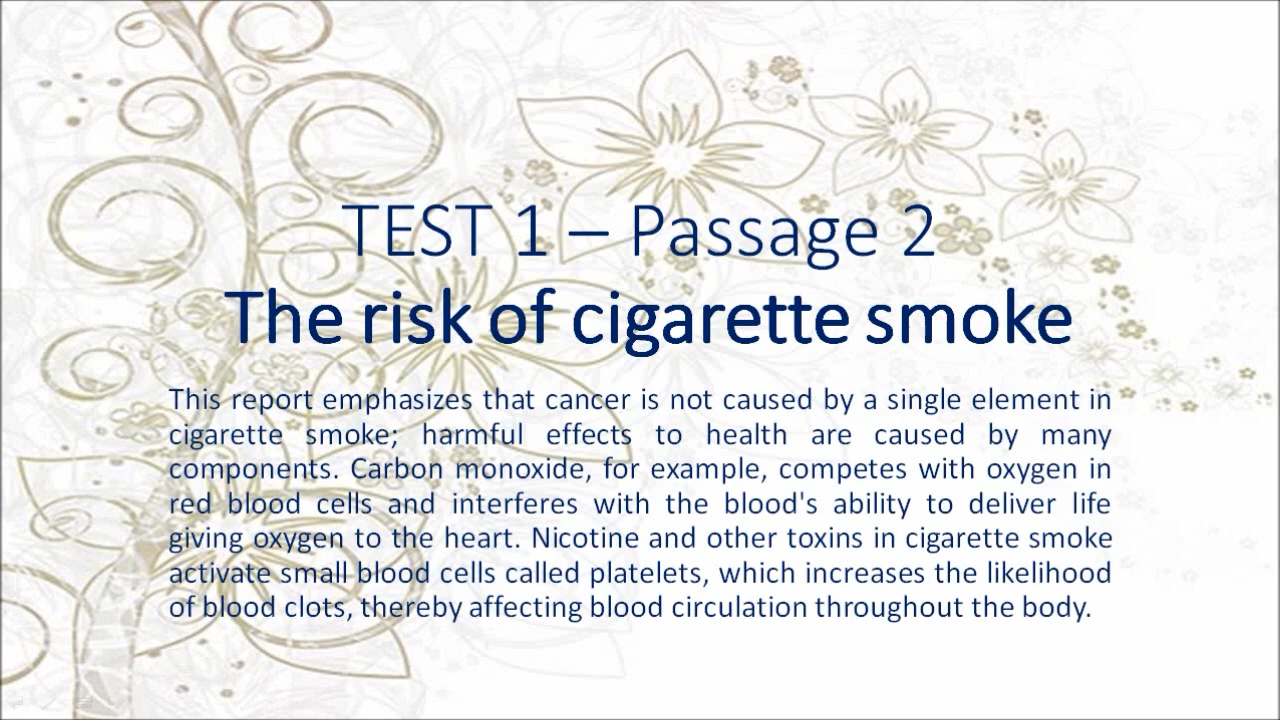 TEST 1 – Passage 2
The risk of cigarette smoke
This report emphasizes that cancer is not caused by a single element in
cigarette smoke; harmful effects to health are caused by many
components. Carbon monoxide, for example, competes with oxygen in
red blood cells and interferes with the blood's ability to deliver life
giving oxygen to the heart. Nicotine and other toxins in cigarette smoke
activate small blood cells called platelets, which increases the likelihood
of blood clots, thereby affecting blood circulation throughout the body.